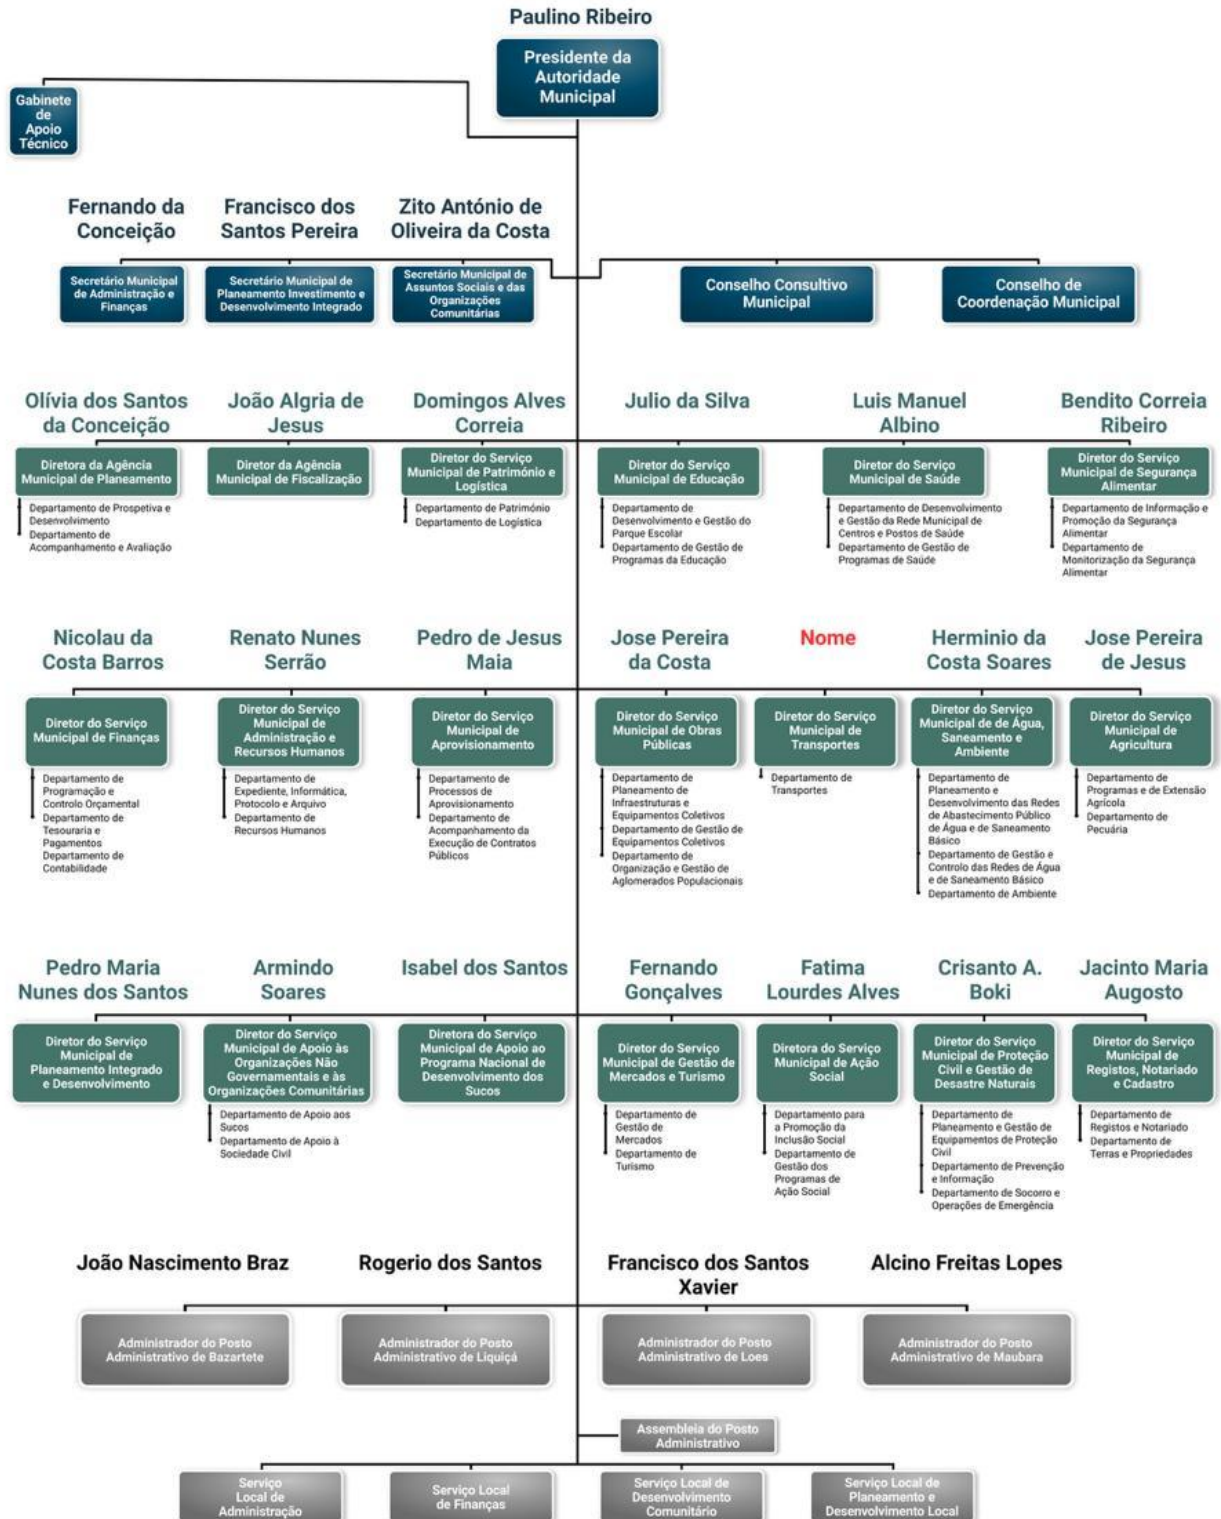 Paulino Ribeiro
Presidente da
Autoridade
Municipal
Gabinete
de
Apoio
Técnico
Fernando da
Conceição
Francisco dos
Santos Pereira
Zito António de
Oliveira da Costa
Secretário Municipal
de Administração e
Finanças
Secretário Municipal de
Planeamento Investimento e
Desenvolvimento Integrado
Secretário Municipal de
Assuntos Sociais e das
Organizações
Comunitárias
Conselho Consultivo
Municipal
Conselho de
Coordenação Municipal
Olívia dos Santos
da Conceição
João Algria de
Jesus
Domingos Alves
Correia
Julio da Silva
Luis Manuel
Albino
Bendito Correia
Ribeiro
Diretora da Agência
Municipal de Planeamento
Departamento de Prospetiva e
Desenvolvimento
Departamento de
Acompanhamento e Avaliação
Diretor da Agência
Municipal de Fiscalização
Diretor do Serviço
Municipal de Património e
Logística
Departamento de Património
Departamento de Logística
Diretor do Serviço
Municipal de Educação
Departamento de
Desenvolvimento e Gestão do
Parque Escolar
Departamento de Gestão de
Programas da Educação
Diretor do Serviço
Municipal de Saúde
Departamento de Desenvolvimento
e Gestão da Rede Municipal de
Centros e Postos de Saúde
Departamento de Gestão de
Programas de Saúde
Diretor do Serviço
Municipal de Segurança
Alimentar
Departamento de Informação e
Promoção da Segurança
Alimentar
Departamento de
Monitorização da Segurança
Alimentar
Nicolau da
Costa Barros
Renato Nunes
Serrão
Pedro de Jesus
Maia
Jose Pereira
da Costa
Nome
Herminio da
Costa Soares
Jose Pereira
de Jesus
Diretor do Serviço
Municipal de Finanças
Departamento de
Programação e
Controlo Orçamental
Departamento de
Tesouraria e
Pagamentos
Departamento de
Contabilidade
Diretor do Serviço
Municipal de
Administração e
Recursos Humanos
Departamento de
Expediente, Informática,
Protocolo e Arquivo
Departamento de
Recursos Humanos
Diretor do Serviço
Municipal de
Aprovisionamento
Departamento de
Processos de
Aprovisionamento
Departamento de
Acompanhamento da
Execução de Contratos
Públicos
Diretor do Serviço
Municipal de Obras
Públicas
Departamento de
Planeamento de
Infraestruturas e
Equipamentos Coletivos
Departamento de Gestão de
Equipamentos Coletivos
Departamento de
Organização e Gestão de
Aglomerados Populacionais
Diretor do Serviço
Municipal de
Transportes
Departamento de
Transportes
Diretor do Serviço
Municipal de de Água,
Saneamento e
Ambiente
Departamento de
Planeamento e
Desenvolvimento das Redes
de Abastecimento Público
de Água e de Saneamento
Básico
Departamento de Gestão e
Controlo das Redes de Água
e de Saneamento Básico
Departamento de Ambiente
Diretor do Serviço
Municipal de
Agricultura
Departamento de
Programas e de Extensão
Agrícola
Departamento de
Pecuária
Pedro Maria
Nunes dos Santos
Armindo
Soares
Isabel dos Santos
Fernando
Gonçalves
Fatima
Lourdes Alves
Crisanto A.
Boki
Jacinto Maria
Augosto
Diretor do Serviço
Municipal de
Planeamento Integrado
e Desenvolvimento
Diretor do Serviço
Municipal de Apoio às
Organizações Não
Governamentais e às
Organizações Comunitárias
Departamento de Apoio aos
Sucos
Departamento de Apoio à
Sociedade Civil
Diretora do Serviço
Municipal de Apoio ao
Programa Nacional de
Desenvolvimento dos
Sucos
Diretor do Serviço
Municipal de Gestão de
Mercados e Turismo
Departamento de
Gestão de
Mercados
Departamento de
Turismo
Diretora do Serviço
Municipal de Ação
Social
Departamento para
a Promoção da
Inclusão Social
Departamento de
Gestão dos
Programas de
Ação Social
Diretor do Serviço
Municipal de Proteção
Civil e Gestão de
Desastre Naturais
Departamento de
Planeamento e Gestão de
Equipamentos de Proteção
Civil
Departamento de Prevenção
e Informação
Departamento de Socorro e
Operações de Emergência
Diretor do Serviço
Municipal de
Registos, Notariado
e Cadastro
Departamento de
Registos e Notariado
Departamento de
Terras e Propriedades
João Nascimento Braz
Rogerio dos Santos
Francisco dos Santos
Xavier
Alcino Freitas Lopes
Administrador do Posto
Administrativo de Bazartete
Administrador do Posto
Administrativo de Liquiçá
Administrador do Posto
Administrativo de Loes
Administrador do Posto
Administrativo de Maubara
Assembleia do Posto
Administrativo
Serviço
Local de
Administração
Serviço Local
de Finanças
Serviço Local de
Desenvolvimento
Comunitário
Serviço Local de
Planeamento e
Desenvolvimento Local